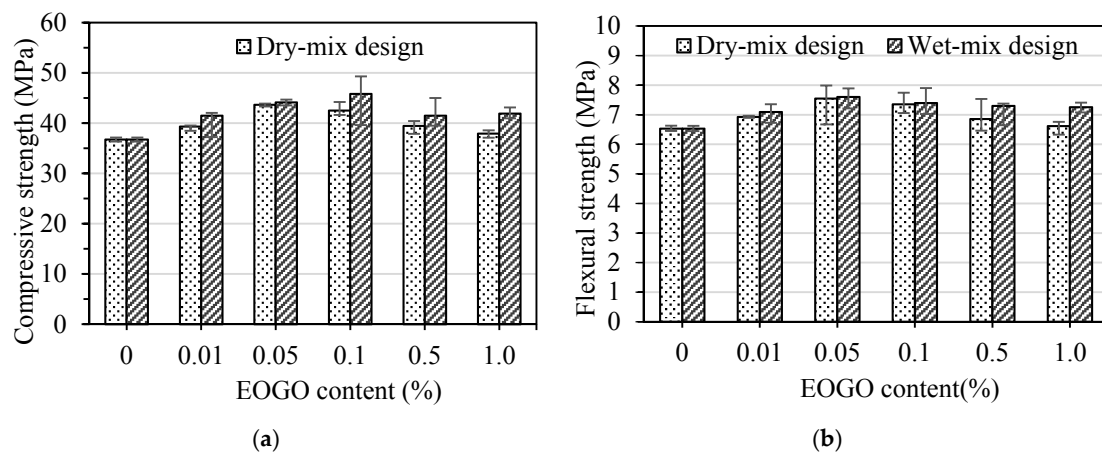 Compressive strength (MPa)
60
50
40
30
20
10
0
Dry-mix design
0 0.01 0.05 0.1 0.5 1.0
EOGO content (%)
(a)
Flexural strength (MPa)
10
9
8
7
6
5
4
3
2
1
0
Dry-mix design Wet-mix design
0 0.01 0.05 0.1 0.5 1.0
EOGO content(%)
(b)